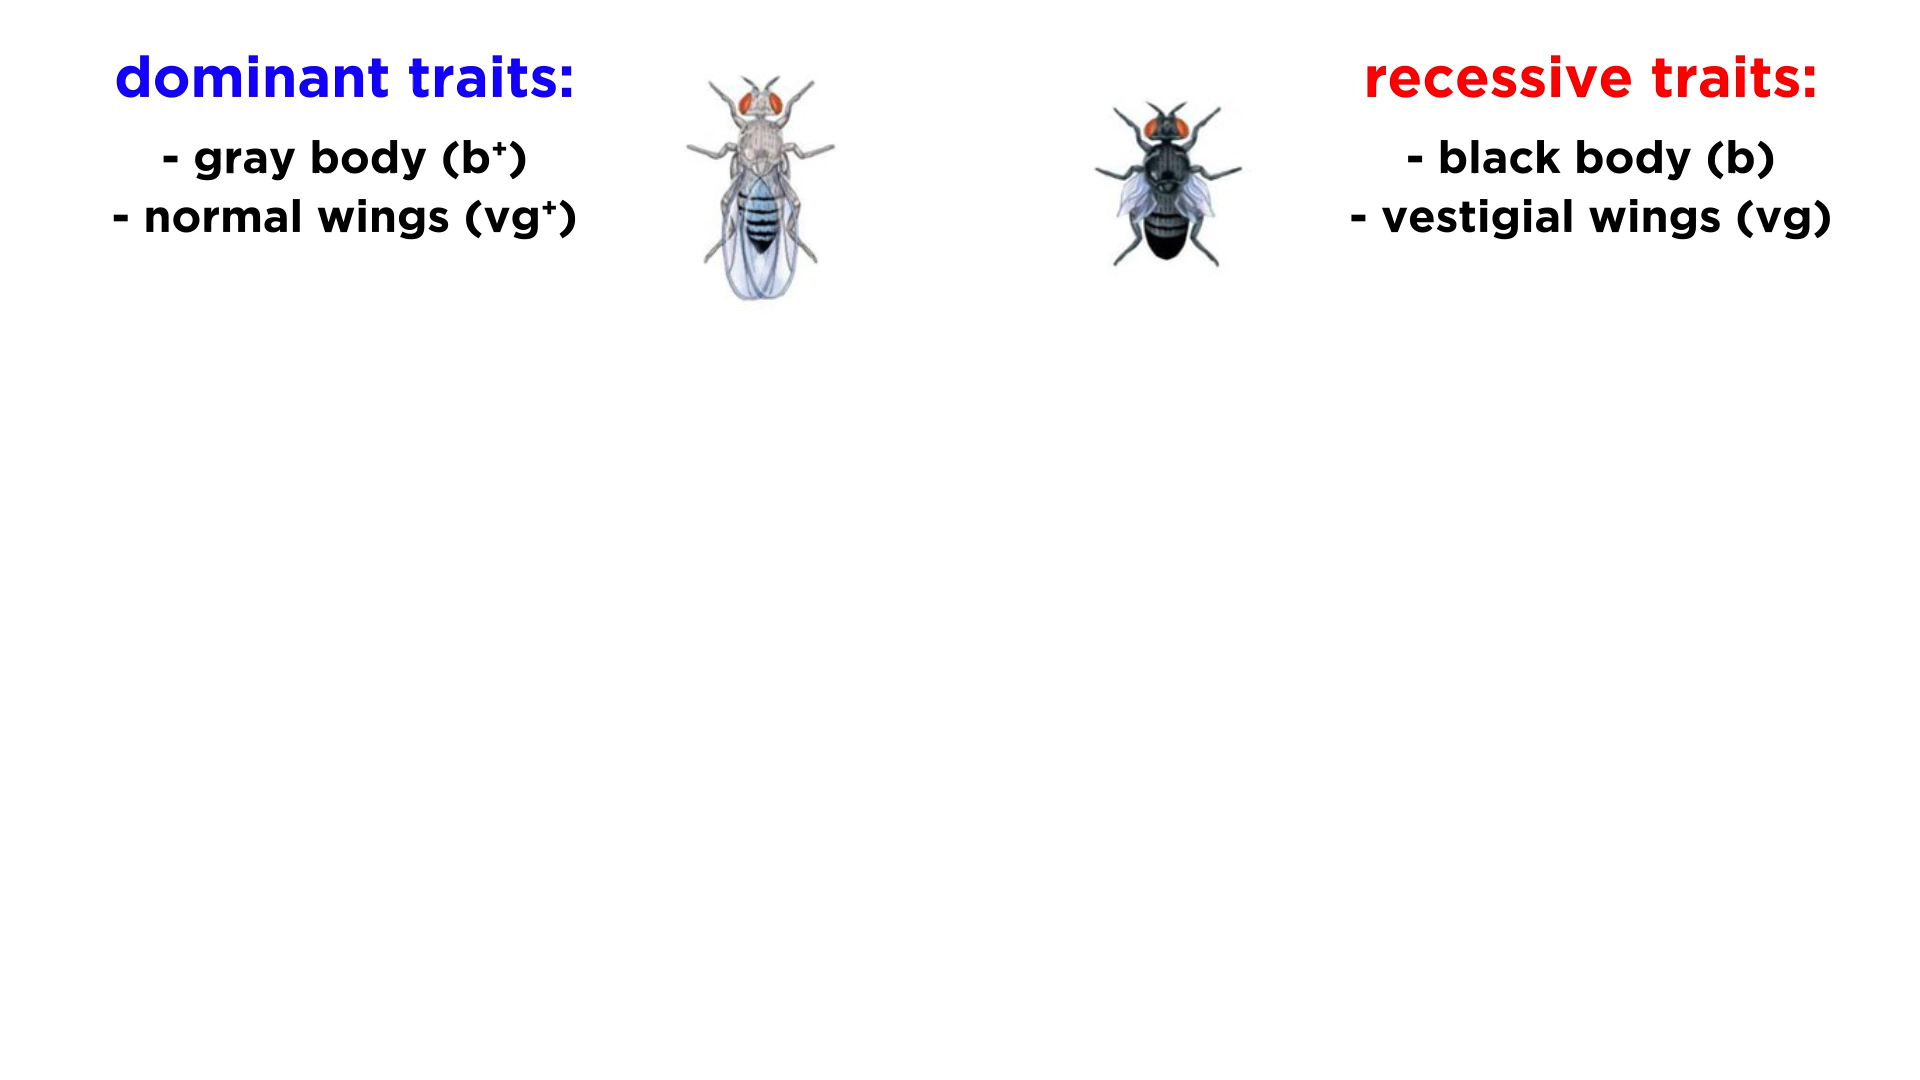 dominant traits:
- gray body (b⁺)
- normal wings (vg⁺)
recessive traits:
- black body (b)
- vestigial wings (vg)